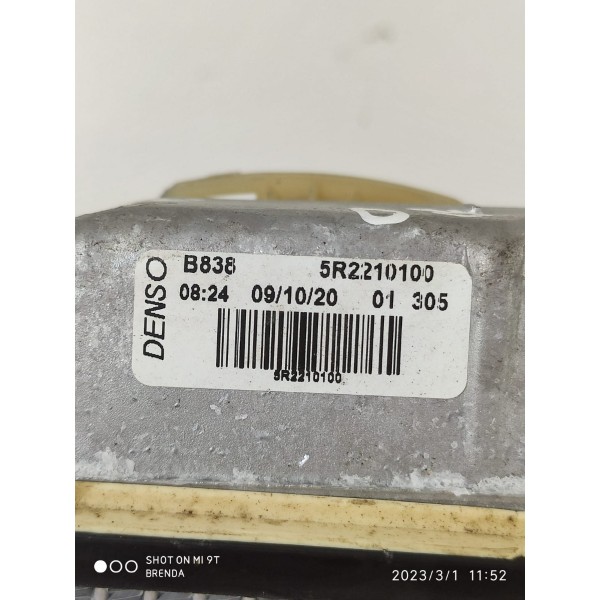 DENSO
B838 5R2210100
08:24 09/10/20 01 305
5R2210100
SHOT ON MI 9T
BRENDA
2023/3/1 11:52